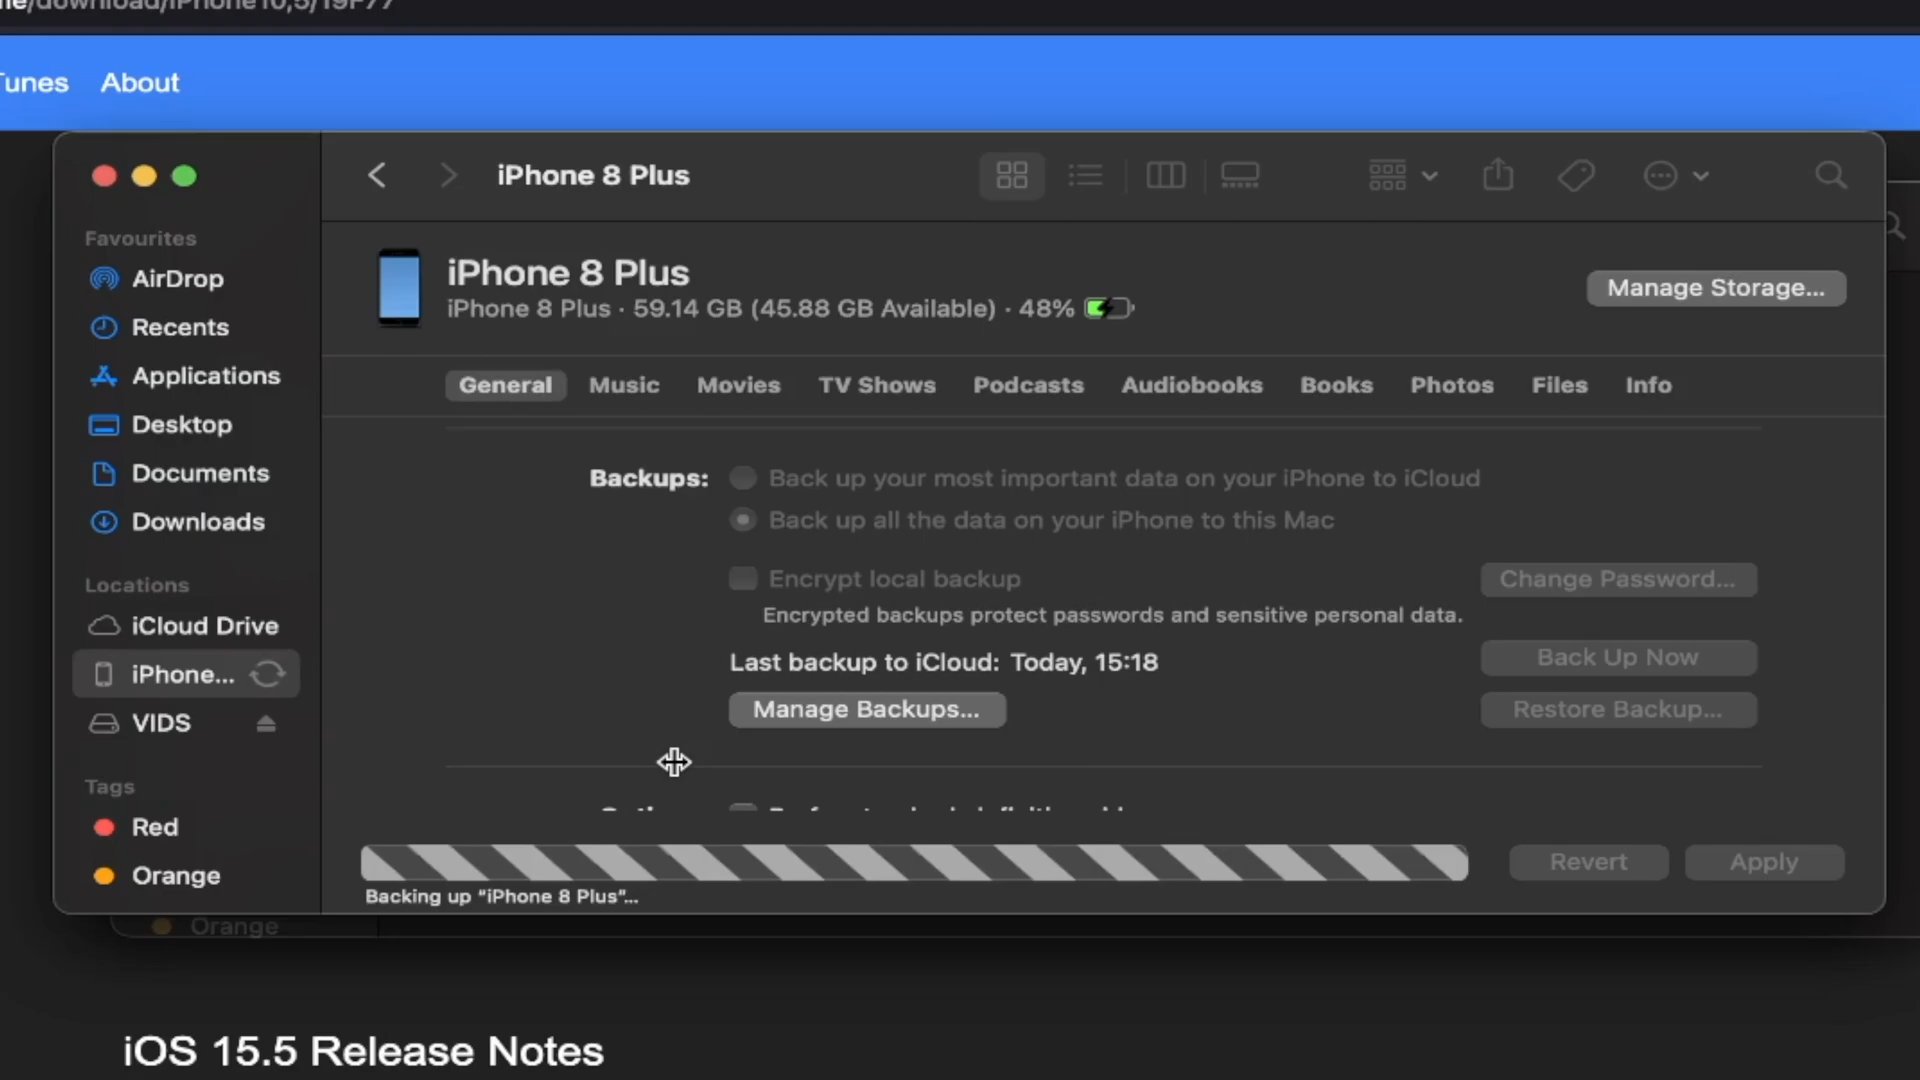 /download/iPhone10,5/19F77
Tunes About
iPhone 8 Plus
Favourites
AirDrop
Recents
Applications
Desktop
Documents
Downloads
Locations
iCloud Drive
iPhone...
VIDS
Tags
Red
Orange
iPhone 8 Plus
iPhone 8 Plus · 59.14 GB (45.88 GB Available) · 48%
Manage Storage...
General Music Movies TV Shows Podcasts Audiobooks Books Photos Files Info
Backups: Back up your most important data on your iPhone to iCloud
Back up all the data on your iPhone to this Mac
Encrypt local backup Change Password...
Encrypted backups protect passwords and sensitive personal data.
Last backup to iCloud: Today, 15:18 Back Up Now
Manage Backups... Restore Backup...
Backing up “iPhone 8 Plus”...
Revert Apply
Orange
iOS 15.5 Release Notes